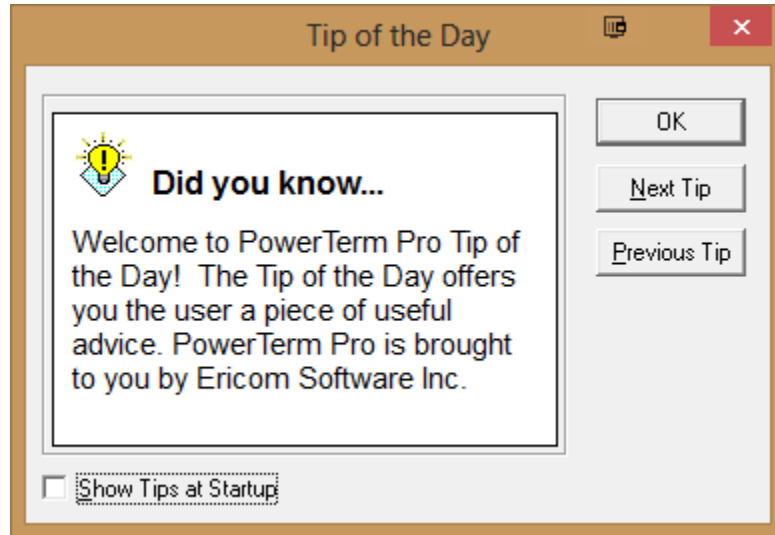 Tip of the Day
Did you know...
Welcome to PowerTerm Pro Tip of
the Day!  The Tip of the Day offers
you the user a piece of useful
advice. PowerTerm Pro is brought
to you by Ericom Software Inc.
OK
Next Tip
Previous Tip
Show Tips at Startup